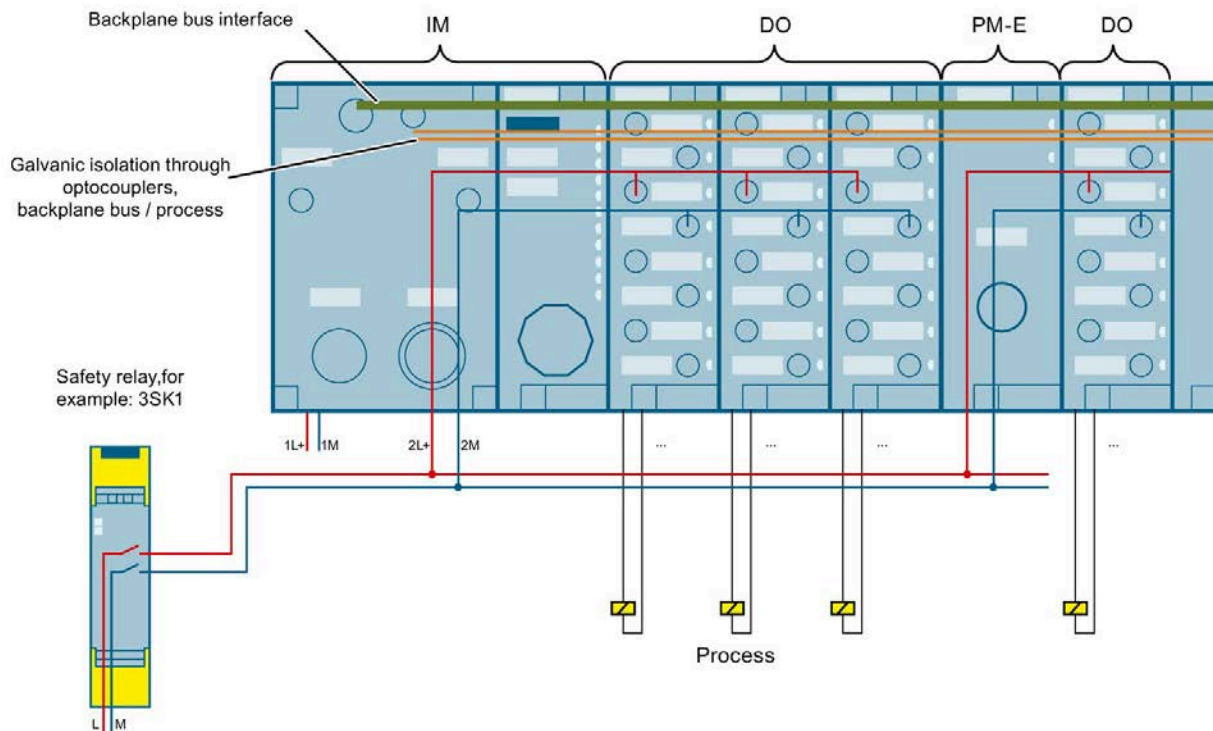 Backplane bus interface
IM
DO
PM-E
DO
Galvanic isolation through
optocouplers,
backplane bus / process
Safety relay,for
example: 3SK1
1L+
1M
2L+
2M
...
...
...
...
Process
L
M